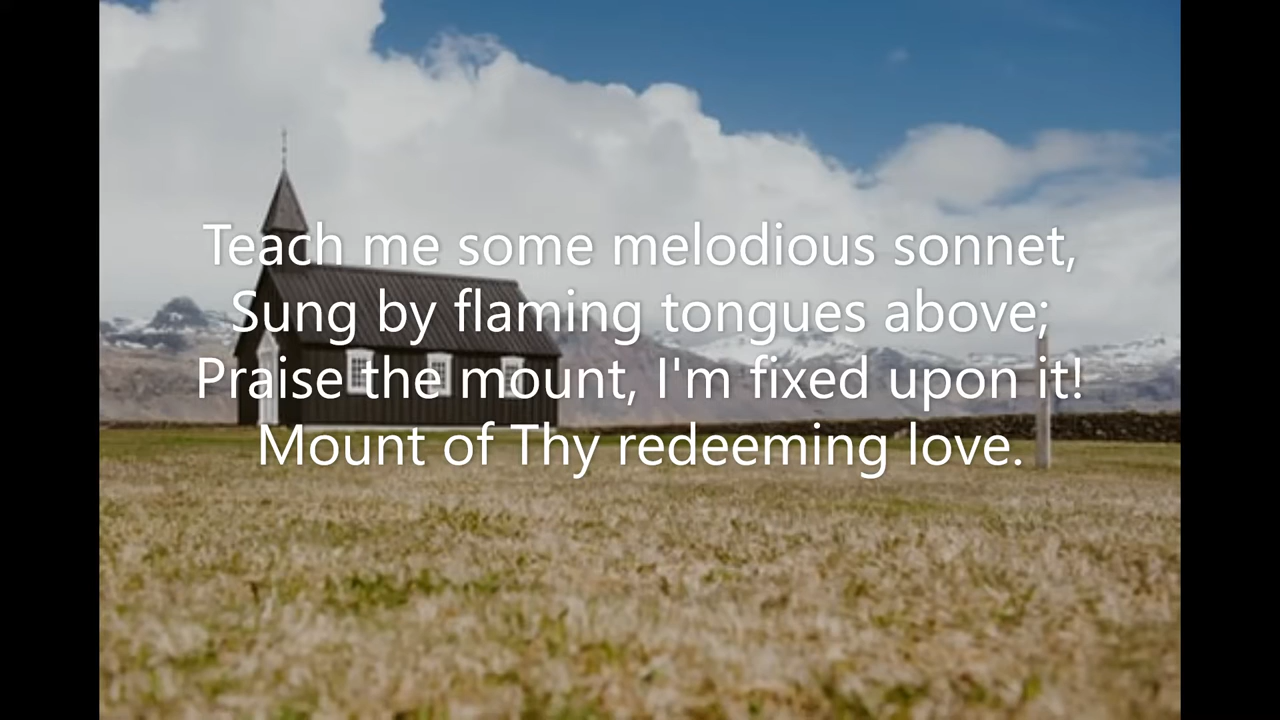 Teach me some melodious sonnet,
Sung by flaming tongues above;
Praise the mount, I'm fixed upon it!
Mount of Thy redeeming love.